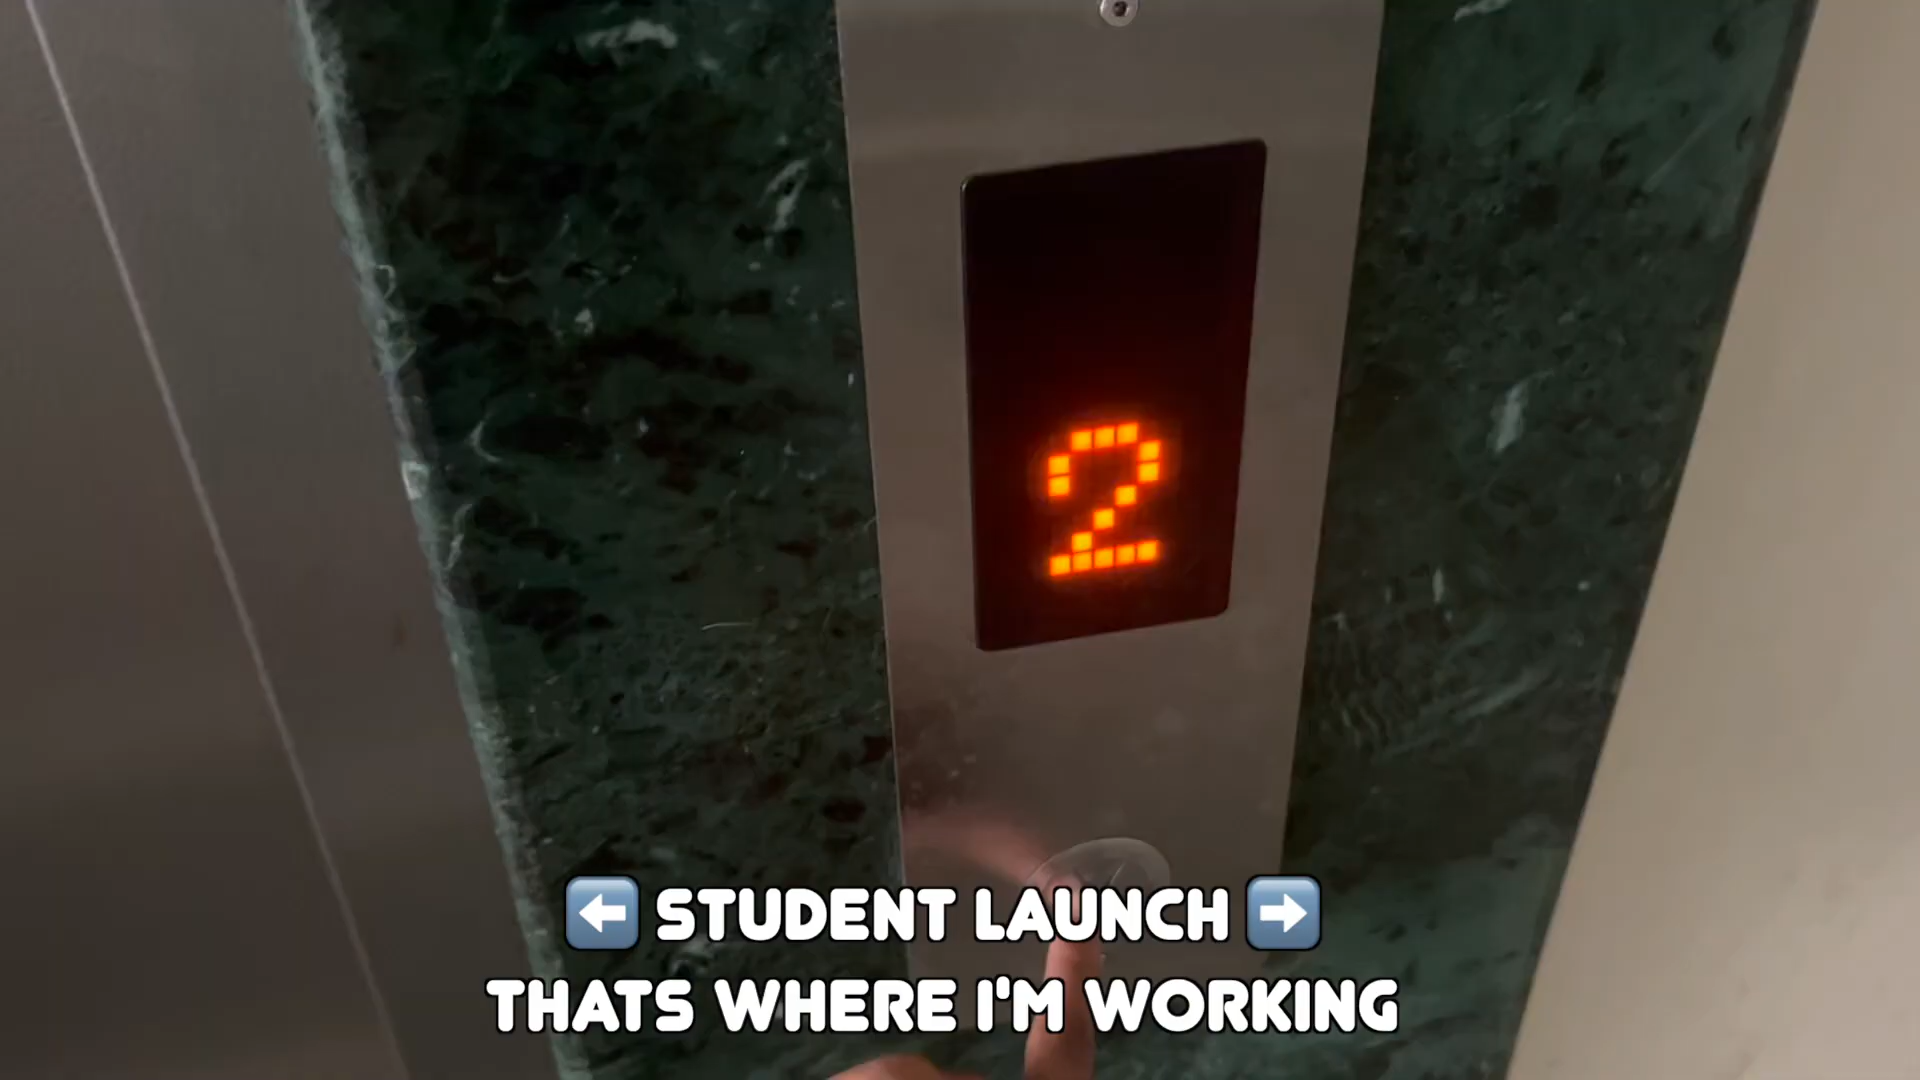 2
⬅️ STUDENT LAUNCH ➡️
THATS WHERE I'M WORKING